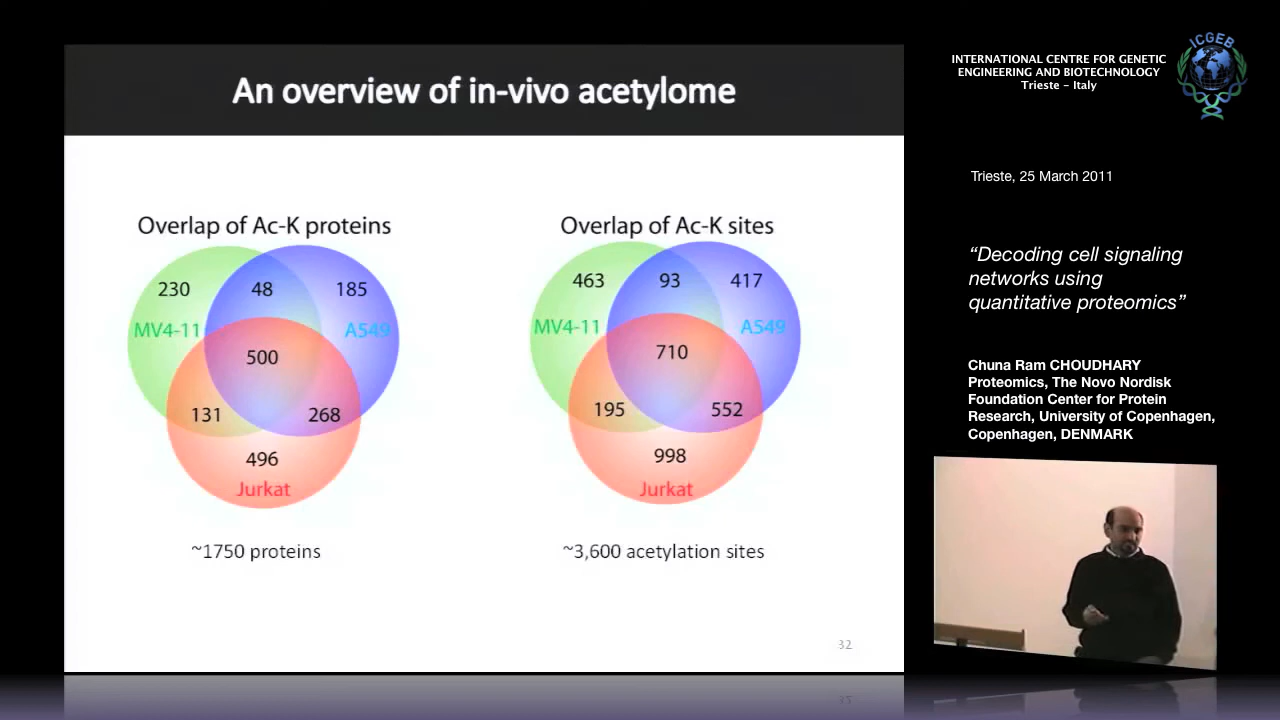 An overview of in-vivo acetylome
Overlap of Ac-K proteins
230
48
185
MV4-11
A549
500
131
268
496
Jurkat
~1750 proteins
Overlap of Ac-K sites
463
93
417
MV4-11
A549
710
195
552
998
Jurkat
~3,600 acetylation sites
32
INTERNATIONAL CENTRE FOR GENETIC
ENGINEERING AND BIOTECHNOLOGY
Trieste – Italy
ICGEB
Trieste, 25 March 2011
“Decoding cell signaling
networks using
quantitative proteomics”
Chuna Ram CHOUDHARY
Proteomics, The Novo Nordisk
Foundation Center for Protein
Research, University of Copenhagen,
Copenhagen, DENMARK